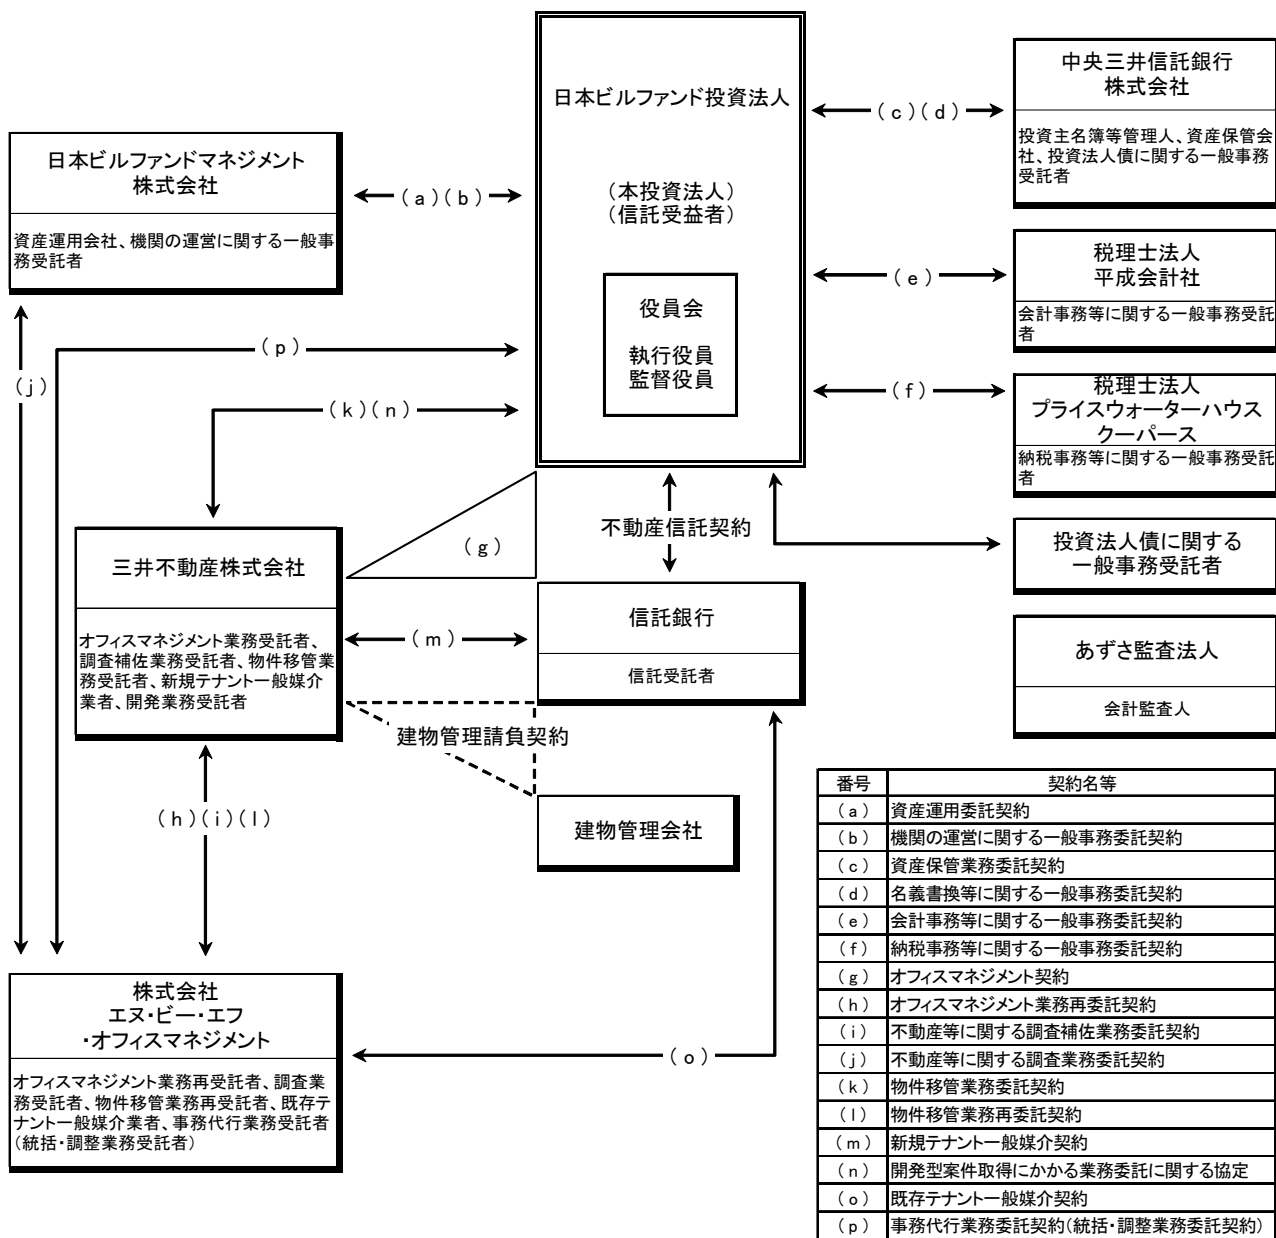 日本ビルファンド投資法人
(本投資法人)
(信託受益者)
役員会
執行役員
監督役員
中央三井信託銀行
株式会社
投資主名簿等管理人、資産保管会
社、投資法人債に関する一般事務
受託者
(c)(d)
日本ビルファンドマネジメント
株式会社
資産運用会社、機関の運営に関する一般事
務受託者
(a)(b)
税理士法人
平成会計社
会計事務等に関する一般事務受託
者
(e)
(p)
(j)
(k)(n)
税理士法人
プライスウォーターハウス
クーパース
納税事務等に関する一般事務受託
者
(f)
不動産信託契約
(g)
投資法人債に関する
一般事務受託者
三井不動産株式会社
オフィスマネジメント業務受託者、
調査補佐業務受託者、物件移管業
務受託者、新規テナント一般媒介
業者、開発業務受託者
(m)
信託銀行
信託受託者
あずさ監査法人
会計監査人
建物管理請負契約
建物管理会社
(h)(i)(l)
株式会社
エヌ・ビー・エフ
・オフィスマネジメント
オフィスマネジメント業務再受託者、調査業
務受託者、物件移管業務再受託者、既存テ
ナント一般媒介業者、事務代行業務受託者
(統括・調整業務受託者)
(o)
番号 契約名等
(a) 資産運用委託契約
(b) 機関の運営に関する一般事務委託契約
(c) 資産保管業務委託契約
(d) 名義書換等に関する一般事務委託契約
(e) 会計事務等に関する一般事務委託契約
(f) 納税事務等に関する一般事務委託契約
(g) オフィスマネジメント契約
(h) オフィスマネジメント業務再委託契約
(i) 不動産等に関する調査補佐業務委託契約
(j) 不動産等に関する調査業務委託契約
(k) 物件移管業務委託契約
(l) 物件移管業務再委託契約
(m) 新規テナント一般媒介契約
(n) 開発型案件取得にかかる業務委託に関する協定
(o) 既存テナント一般媒介契約
(p) 事務代行業務委託契約(統括・調整業務委託契約)